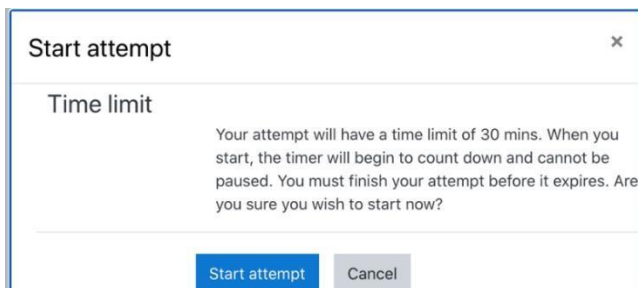 Start attempt
×
Time limit
Your attempt will have a time limit of 30 mins. When you
start, the timer will begin to count down and cannot be
paused. You must finish your attempt before it expires. Are
you sure you wish to start now?
Start attempt
Cancel